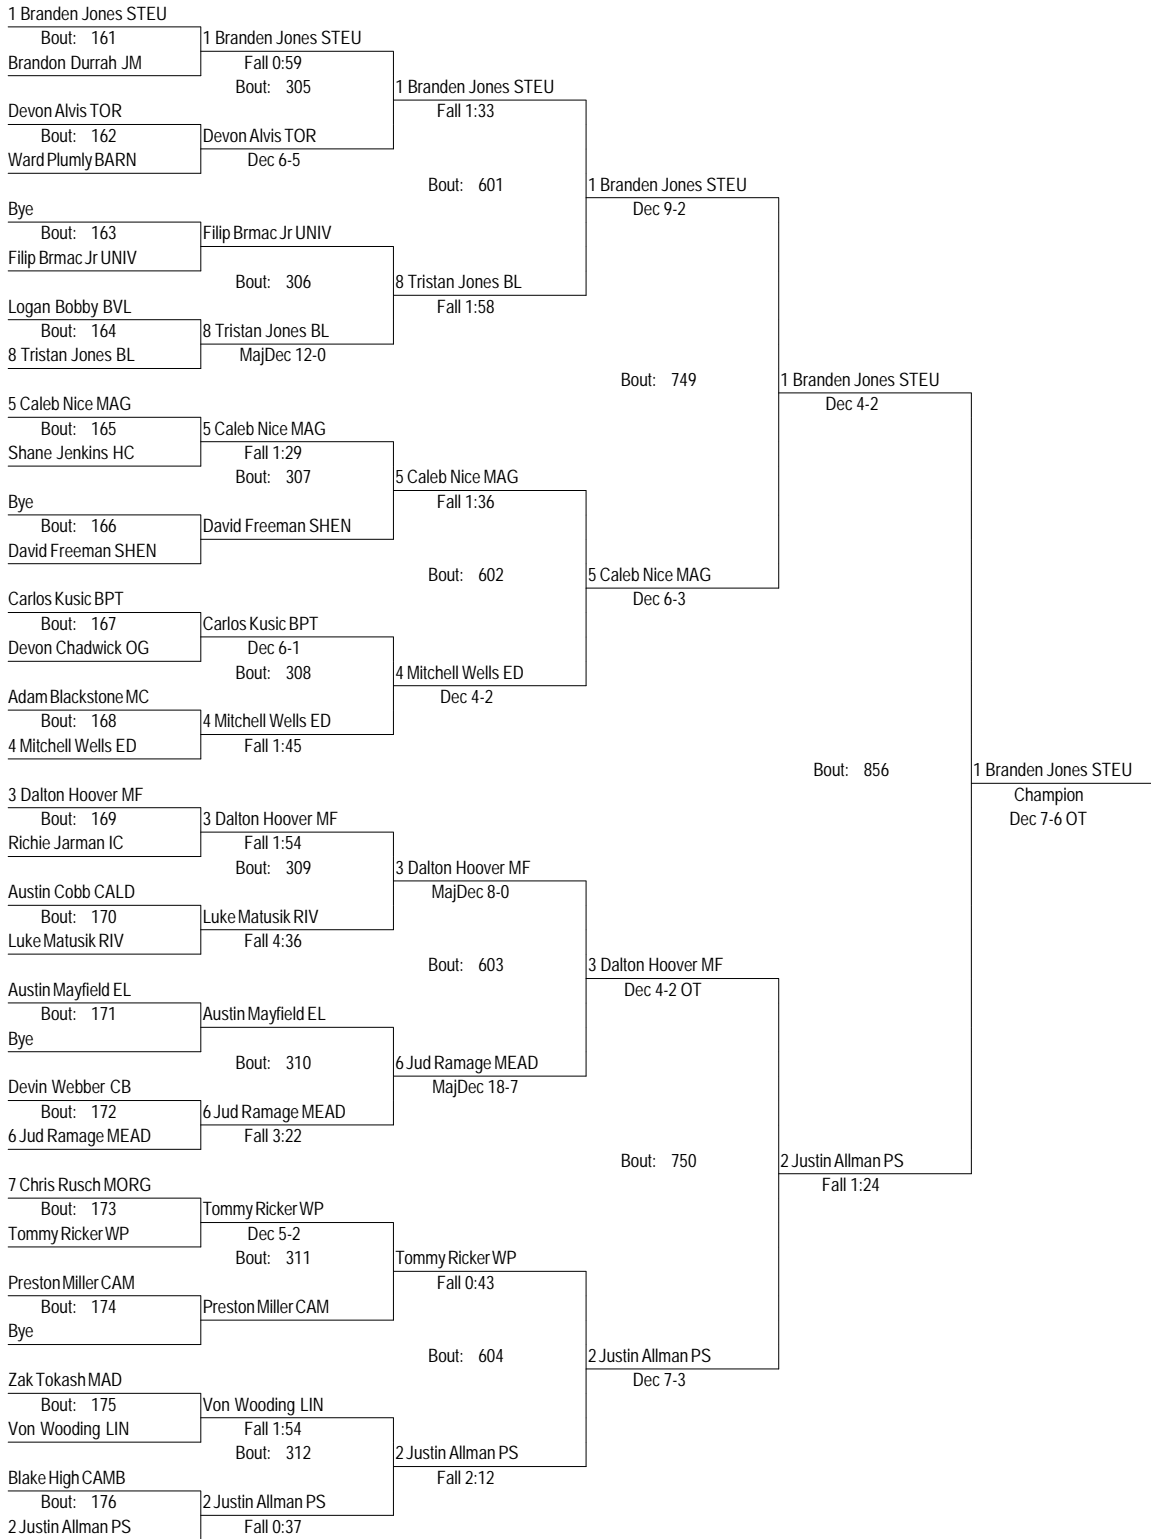 1 Branden Jones STEU
Bout: 161
1 Branden Jones STEU
Brandon Durrah JM
Fall 0:59
Bout: 305
1 Branden Jones STEU
Devon Alvis TOR
Fall 1:33
Bout: 162
Devon Alvis TOR
Ward Plumly BARN
Dec 6-5
Bout: 601
1 Branden Jones STEU
Bye
Dec 9-2
Bout: 163
Filip Brmac Jr UNIV
Filip Brmac Jr UNIV
Bout: 306
8 Tristan Jones BL
Logan Bobby BVL
Fall 1:58
Bout: 164
8 Tristan Jones BL
8 Tristan Jones BL
MajDec 12-0
Bout: 749
1 Branden Jones STEU
5 Caleb Nice MAG
Dec 4-2
Bout: 165
5 Caleb Nice MAG
Shane Jenkins HC
Fall 1:29
Bout: 307
5 Caleb Nice MAG
Bye
Fall 1:36
Bout: 166
David Freeman SHEN
David Freeman SHEN
Bout: 602
5 Caleb Nice MAG
Carlos Kusic BPT
Dec 6-3
Bout: 167
Carlos Kusic BPT
Devon Chadwick OG
Dec 6-1
Bout: 308
4 Mitchell Wells ED
Adam Blackstone MC
Dec 4-2
Bout: 168
4 Mitchell Wells ED
4 Mitchell Wells ED
Fall 1:45
Bout: 856
1 Branden Jones STEU
3 Dalton Hoover MF
Champion
Bout: 169
3 Dalton Hoover MF
Dec 7-6 OT
Richie Jarman IC
Fall 1:54
Bout: 309
3 Dalton Hoover MF
Austin Cobb CALD
MajDec 8-0
Bout: 170
Luke Matusik RIV
Luke Matusik RIV
Fall 4:36
Bout: 603
3 Dalton Hoover MF
Austin Mayfield EL
Dec 4-2 OT
Bout: 171
Austin Mayfield EL
Bye
Bout: 310
6 Jud Ramage MEAD
Devin Webber CB
MajDec 18-7
Bout: 172
6 Jud Ramage MEAD
6 Jud Ramage MEAD
Fall 3:22
Bout: 750
2 Justin Allman PS
7 Chris Rusch MORG
Fall 1:24
Bout: 173
Tommy Ricker WP
Tommy Ricker WP
Dec 5-2
Bout: 311
Tommy Ricker WP
Preston Miller CAM
Fall 0:43
Bout: 174
Preston Miller CAM
Bye
Bout: 604
2 Justin Allman PS
Zak Tokash MAD
Dec 7-3
Bout: 175
Von Wooding LIN
Von Wooding LIN
Fall 1:54
Bout: 312
2 Justin Allman PS
Blake High CAMB
Fall 2:12
Bout: 176
2 Justin Allman PS
2 Justin Allman PS
Fall 0:37